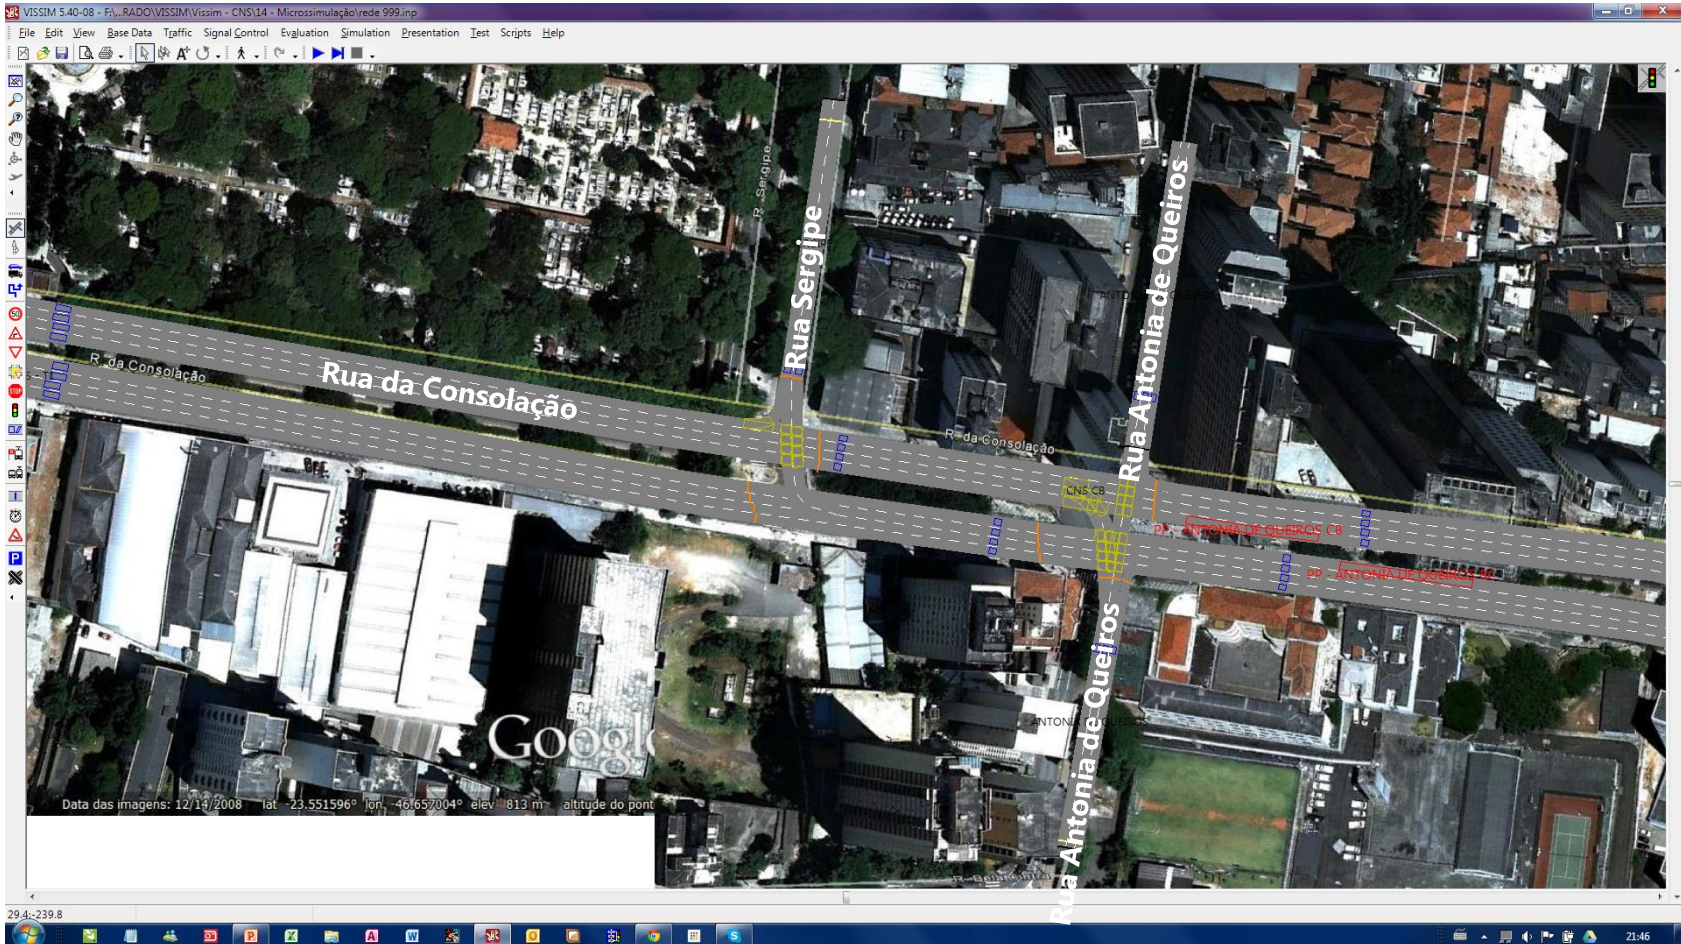 VISSIM 5.40-08 - F:\...RADO\VISSIM\Vissim - CNS\14 - Microssimulação\rede 999.inp
File Edit View Base Data Traffic Signal Control Evaluation Simulation Presentation Test Scripts Help
R. Sergipe
Rua Sergipe
Rua Antonia de Queiros
R. da Consolação
Rua da Consolação
R. da Consolação
CNS CB
PP - ANTONIA DE QUEIROS CB
PP - ANTONIA DE QUEIROS
Rua Antonia de Queiros
Google
Data das imagens: 12/14/2008 lat -23.551596° lon -46.657004° elev 813 m altitude do pont
29.4:-239.8
21:46